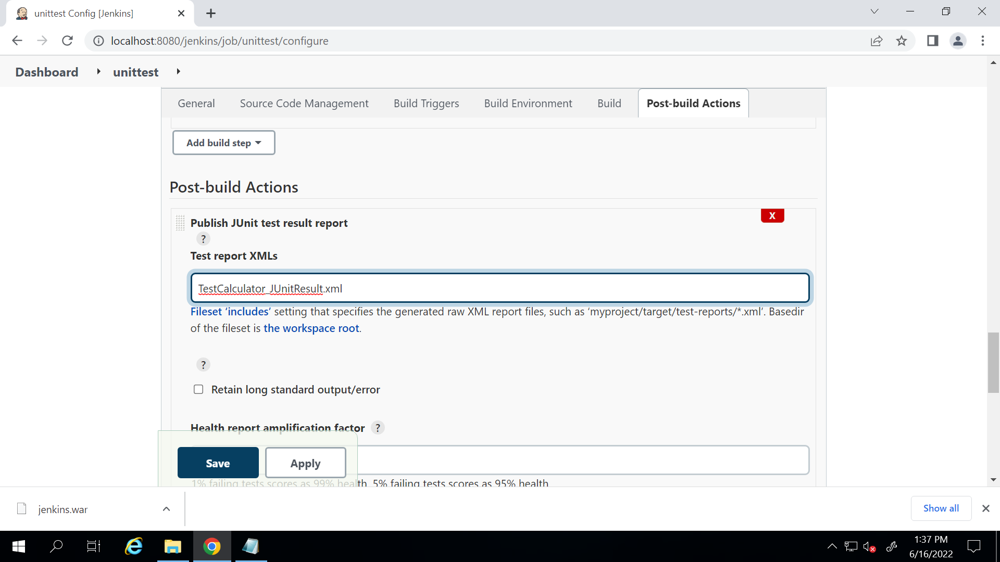 unittest Config [Jenkins]
localhost:8080/jenkins/job/unittest/configure
Dashboard unittest
General Source Code Management Build Triggers Build Environment Build Post-build Actions
Add build step
Post-build Actions
X
Publish JUnit test result report
?
Test report XMLs
TestCalculator_JUnitResult.xml
Fileset ‘includes’ setting that specifies the generated raw XML report files, such as ‘myproject/target/test-reports/*.xml’. Basedir
of the fileset is the workspace root.
?
Retain long standard output/error
Health report amplification factor ?
Save Apply
1% failing tests scores as 99% health. 5% failing tests scores as 95% health
jenkins.war
Show all
1:37 PM
6/16/2022